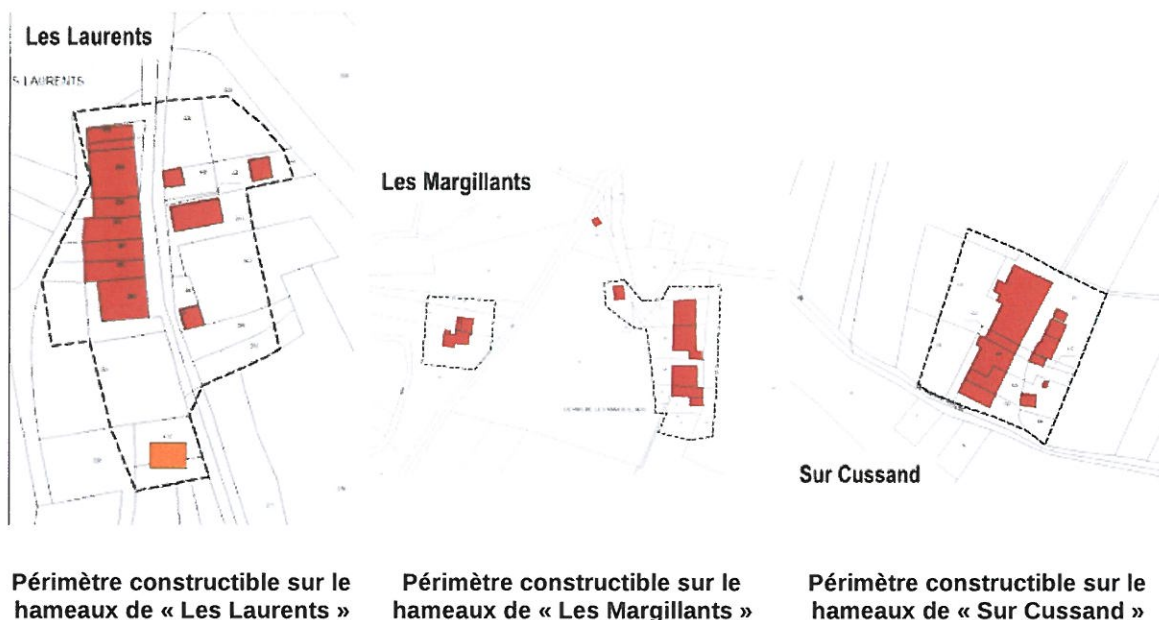 Les Laurents
S LAURENTS
Les Margillants
Sur Cussand
Périmètre constructible sur le
hameaux de « Les Laurents »
Périmètre constructible sur le
hameaux de « Les Margillants »
Périmètre constructible sur le
hameaux de « Sur Cussand »